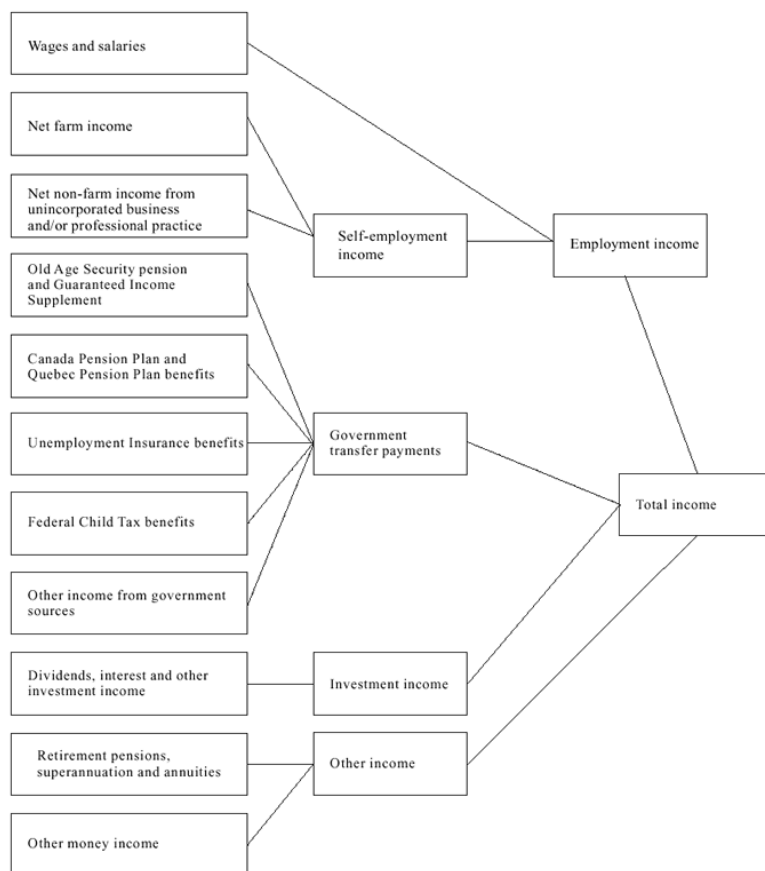 Wages and salaries
Net farm income
Net non-farm income from
unincorporated business
and/or professional practice
Self-employment
income
Employment income
Old Age Security pension
and Guaranteed Income
Supplement
Canada Pension Plan and
Quebec Pension Plan benefits
Unemployment Insurance benefits
Government
transfer payments
Federal Child Tax benefits
Total income
Other income from government
sources
Dividends, interest and other
investment income
Investment income
Retirement pensions,
superannuation and annuities
Other income
Other money income